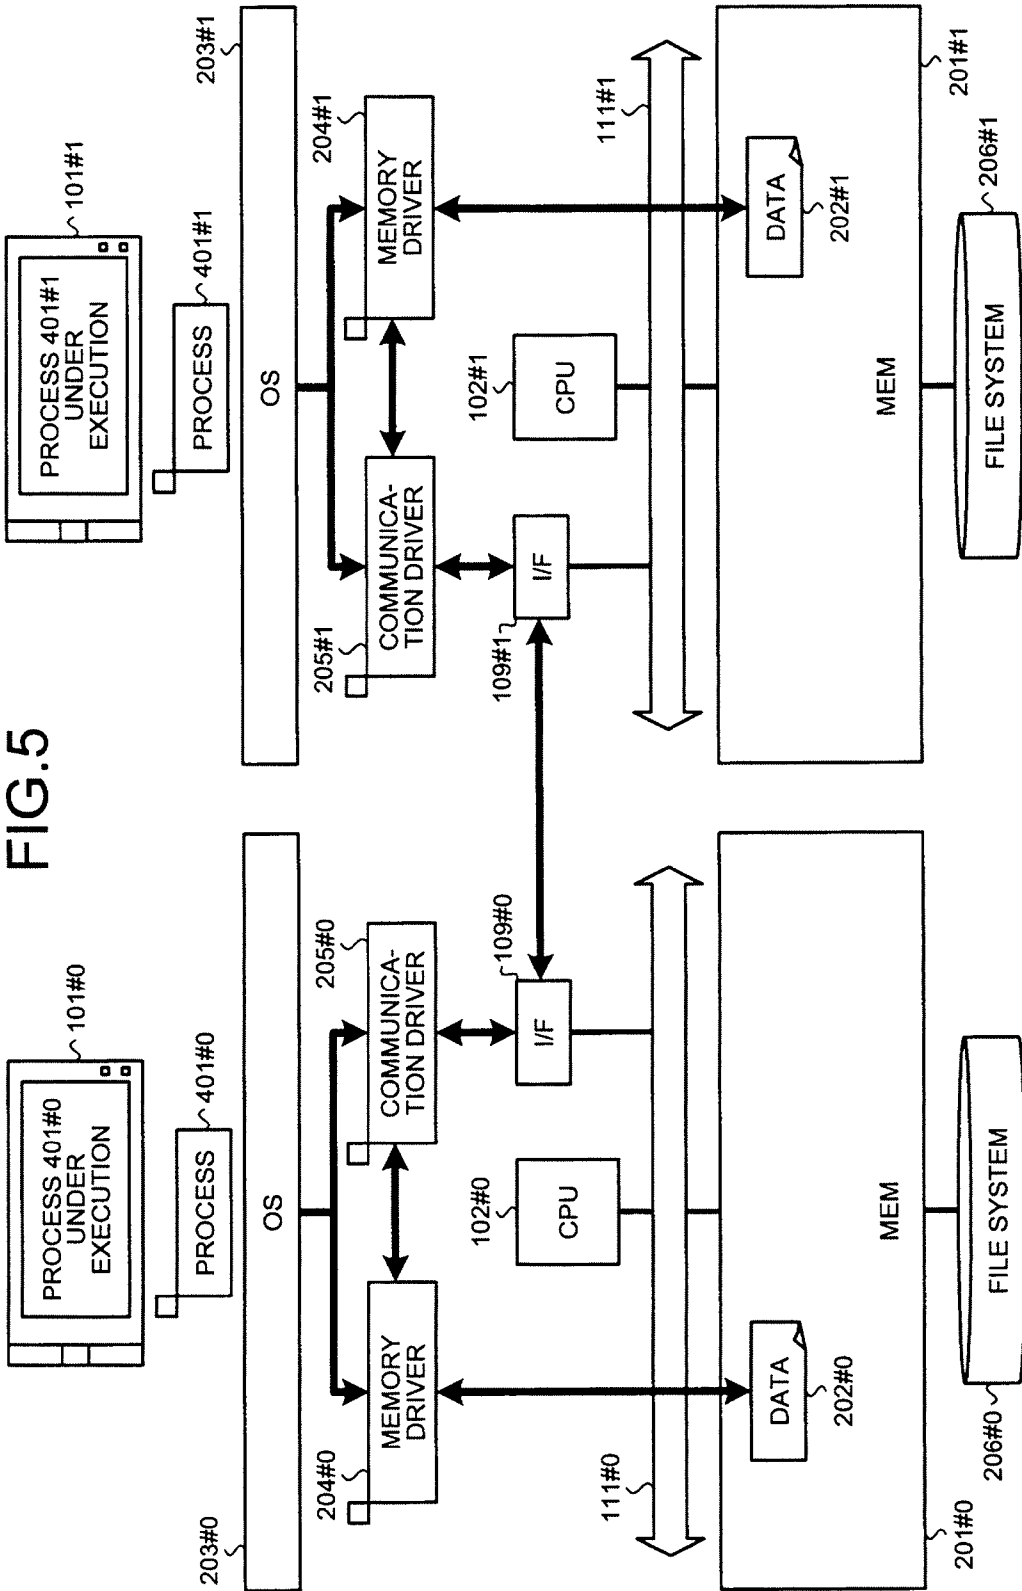 FIG.5
101#0
PROCESS 401#0
UNDER
EXECUTION
401#0
PROCESS
203#0
OS
204#0
MEMORY
DRIVER
205#0
COMMUNICA-
TION DRIVER
102#0
CPU
109#0
I/F
111#0
DATA
202#0
MEM
201#0
206#0
FILE SYSTEM
101#1
PROCESS 401#1
UNDER
EXECUTION
401#1
PROCESS
203#1
OS
205#1
COMMUNICA-
TION DRIVER
204#1
MEMORY
DRIVER
109#1
I/F
102#1
CPU
111#1
DATA
202#1
MEM
201#1
206#1
FILE SYSTEM